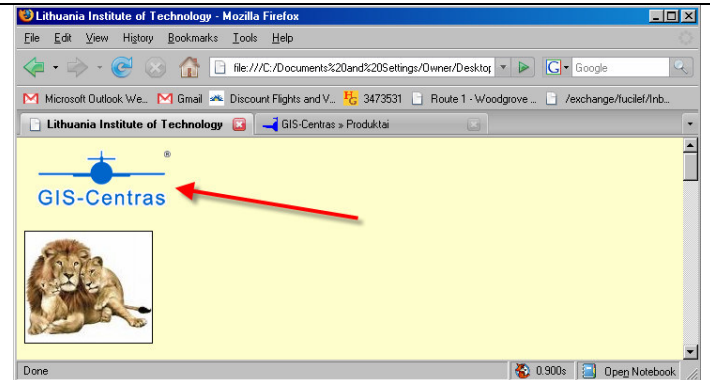 Lithuania Institute of Technology - Mozilla Firefox
File Edit View History Bookmarks Tools Help
file:///C:/Documents%20and%20Settings/Owner/Desktop G Google
Microsoft Outlook We... Gmail Discount Flights and V... HG 3473531 Route 1 - Woodgrove ... /exchange/fucilef/Inb...
Lithuania Institute of Technology GIS-Centras » Produktai
®
GIS-Centras
Done 0.900s Open Notebook